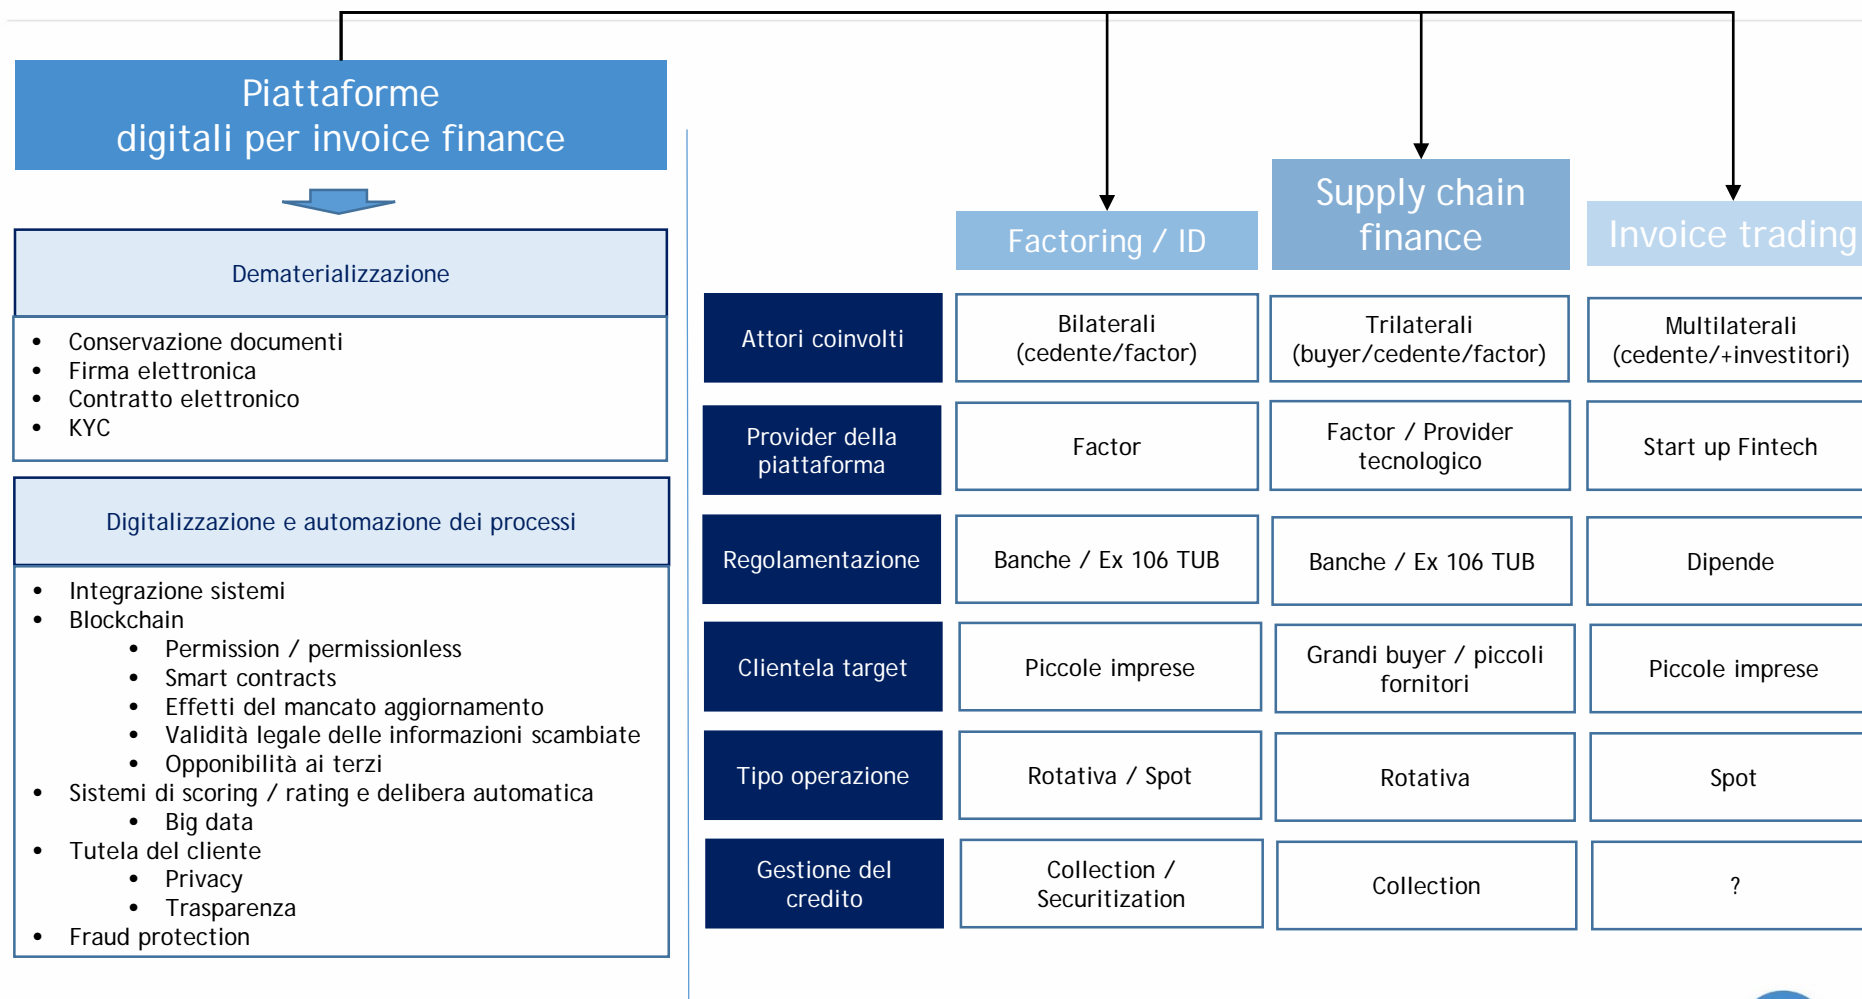 Piattaforme
digitali per invoice finance
Dematerializzazione
• Conservazione documenti
• Firma elettronica
• Contratto elettronico
• KYC
Digitalizzazione e automazione dei processi
• Integrazione sistemi
• Blockchain
• Permission / permissionless
• Smart contracts
• Effetti del mancato aggiornamento
• Validità legale delle informazioni scambiate
• Opponibilità ai terzi
• Sistemi di scoring / rating e delibera automatica
• Big data
• Tutela del cliente
• Privacy
• Trasparenza
• Fraud protection
Factoring / ID
Supply chain
finance
Invoice trading
Attori coinvolti
Bilaterali
(cedente/factor)
Trilaterali
(buyer/cedente/factor)
Multilaterali
(cedente/+investitori)
Provider della
piattaforma
Factor
Factor / Provider
tecnologico
Start up Fintech
Regolamentazione
Banche / Ex 106 TUB
Banche / Ex 106 TUB
Dipende
Clientela target
Piccole imprese
Grandi buyer / piccoli
fornitori
Piccole imprese
Tipo operazione
Rotativa / Spot
Rotativa
Spot
Gestione del
credito
Collection /
Securitization
Collection
?